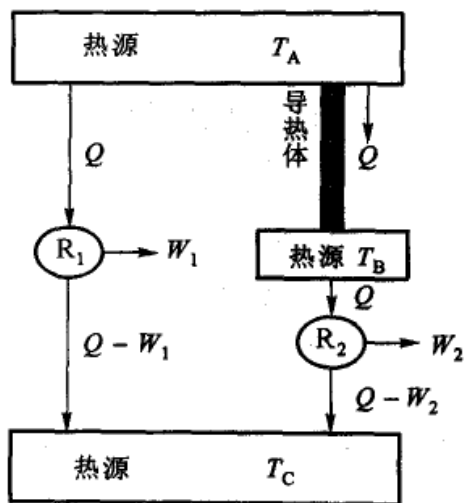 热源 T_A
导热体
Q
Q
R_1
W_1
热源 T_B
Q
Q − W_1
R_2
W_2
Q − W_2
热源 T_C